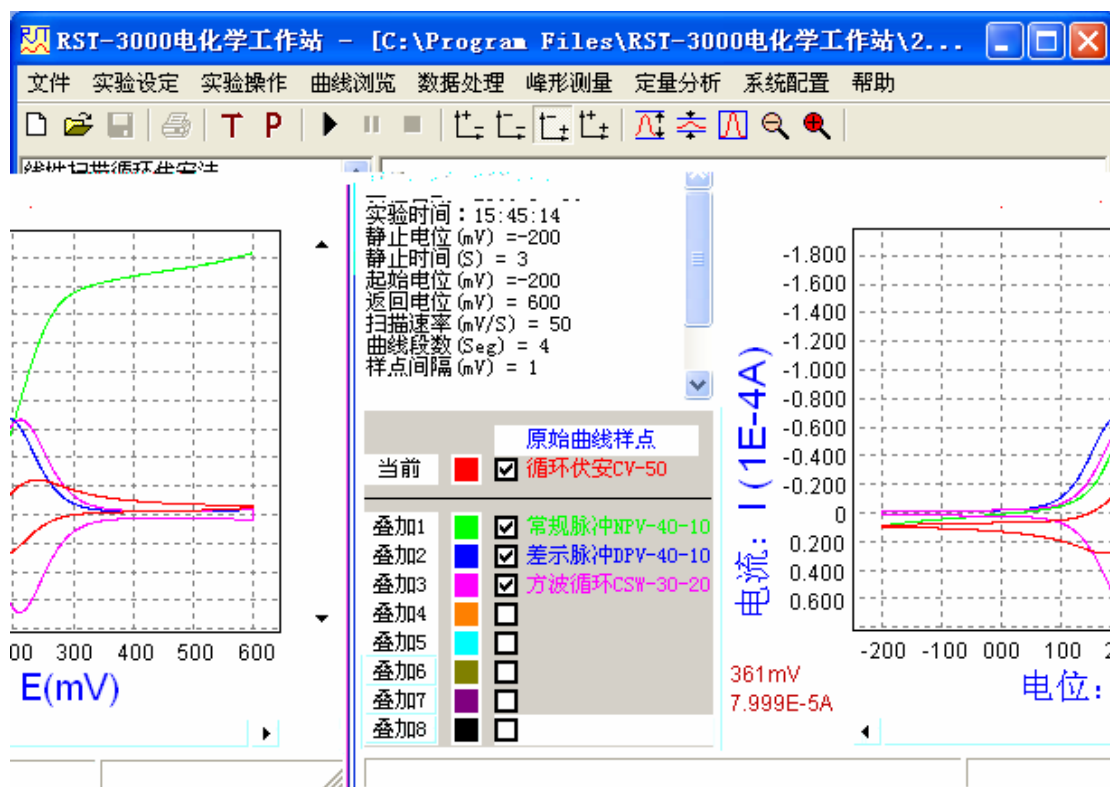 RST-3000电化学工作站 - [C:\Program Files\RST-3000电化学工作站\2...
文件 实验设定 实验操作 曲线浏览 数据处理 峰形测量 定量分析 系统配置 帮助
T P
线性扫描循环伏安法
实验时间：15:45:14
静止电位(mV) =-200
静止时间(S) = 3
起始电位(mV) =-200
返回电位(mV) = 600
扫描速率(mV/S) = 50
曲线段数(Seg) = 4
样点间隔(mV) = 1
原始曲线样点
当前 循环伏安CV-50
叠加1 常规脉冲NPV-40-10
叠加2 差示脉冲DPV-40-10
叠加3 方波循环CSW-30-20
叠加4
叠加5
叠加6
叠加7
叠加8
00 300 400 500 600
E(mV)
电流：I (1E-4A)
-1.800
-1.600
-1.400
-1.200
-1.000
-0.800
-0.600
-0.400
-0.200
0
0.200
0.400
0.600
-200 -100 000 100 2
电位：
361mV
7.999E-5A